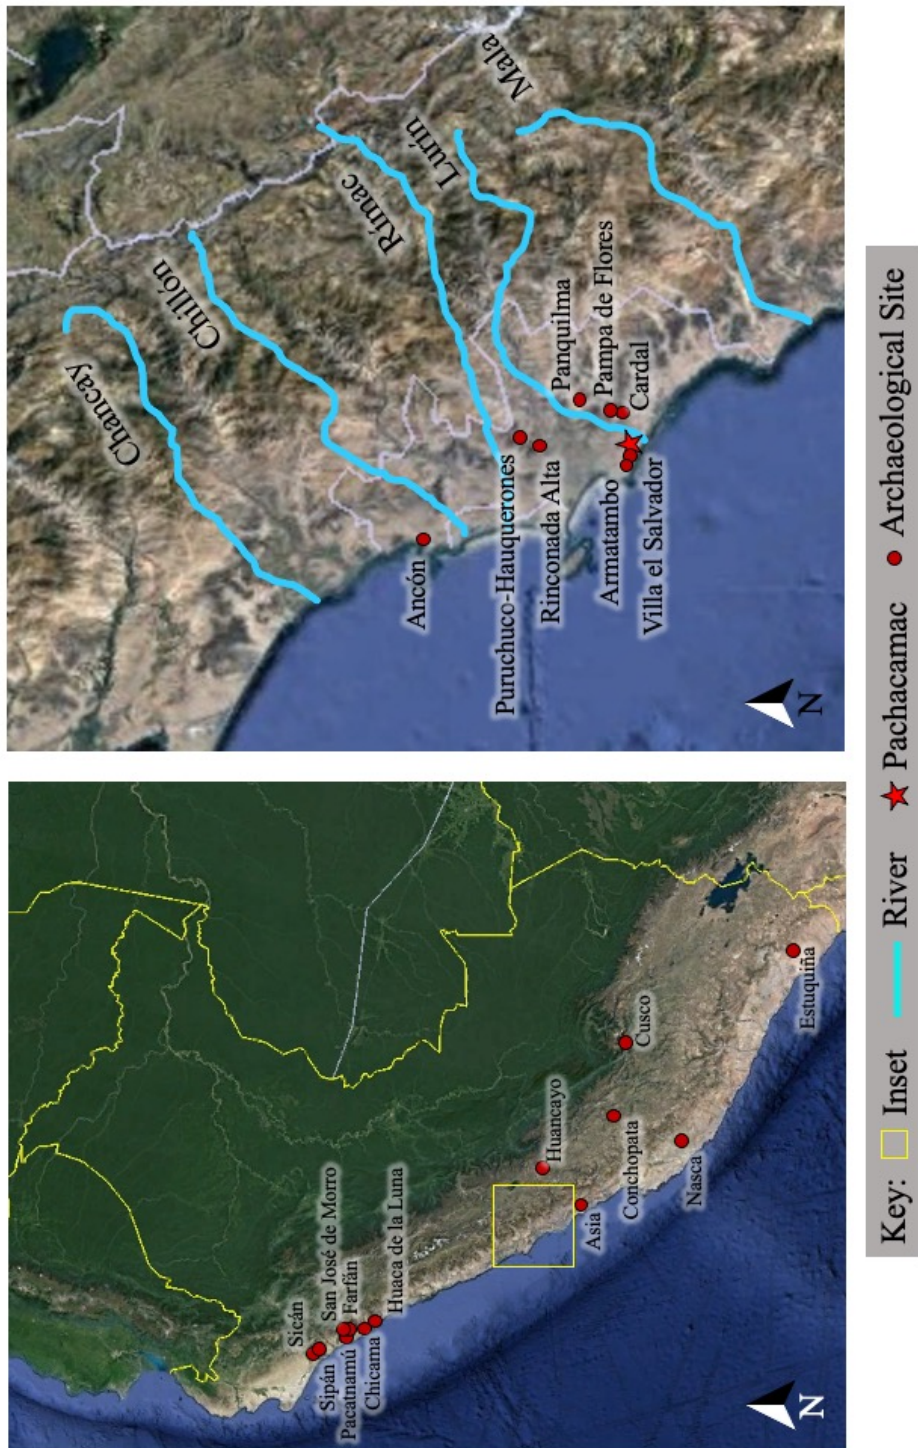 Sicán
Sipán
San José de Morro
Pacatnamú
Farfán
Chicama
Huaca de la Luna
Huancayo
Asia
Conchopata
Cusco
Nasca
Estuquiña
N
Chancay
Chillón
Rímac
Lurín
Mala
Ancón
Puruchuco-Hauquerones
Rinconada Alta
Panquilma
Pampa de Flores
Cardal
Armatambo
Villa el Salvador
N
Key: Inset River Pachacamac Archaeological Site